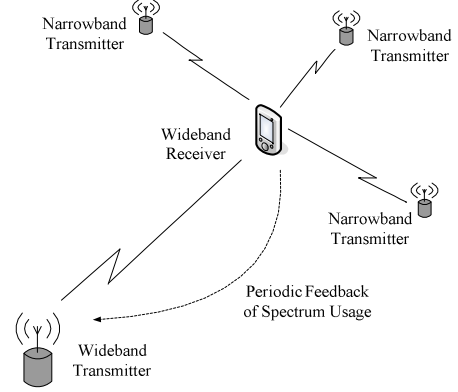 Narrowband
Transmitter
Narrowband
Transmitter
Wideband
Receiver
Narrowband
Transmitter
Periodic Feedback
of Spectrum Usage
Wideband
Transmitter